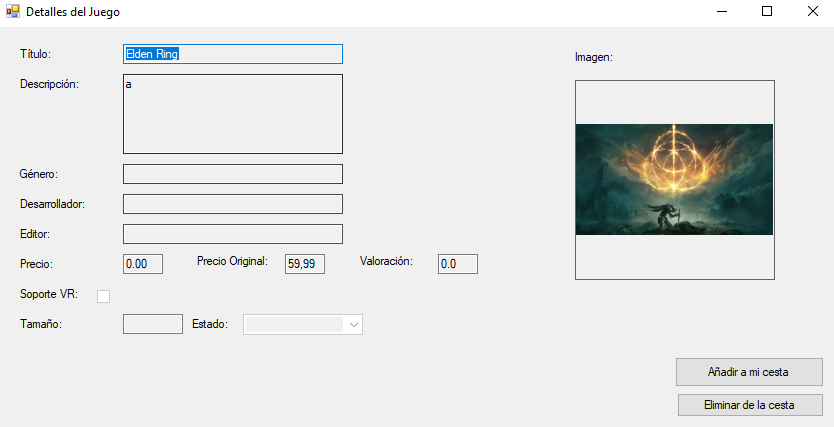 Detalles del Juego
Título: Elden Ring
Imagen:
Descripción: a
Género:
Desarrollador:
Editor:
Precio: 0.00 Precio Original: 59,99 Valoración: 0.0
Soporte VR:
Tamaño: Estado:
Añadir a mi cesta
Eliminar de la cesta